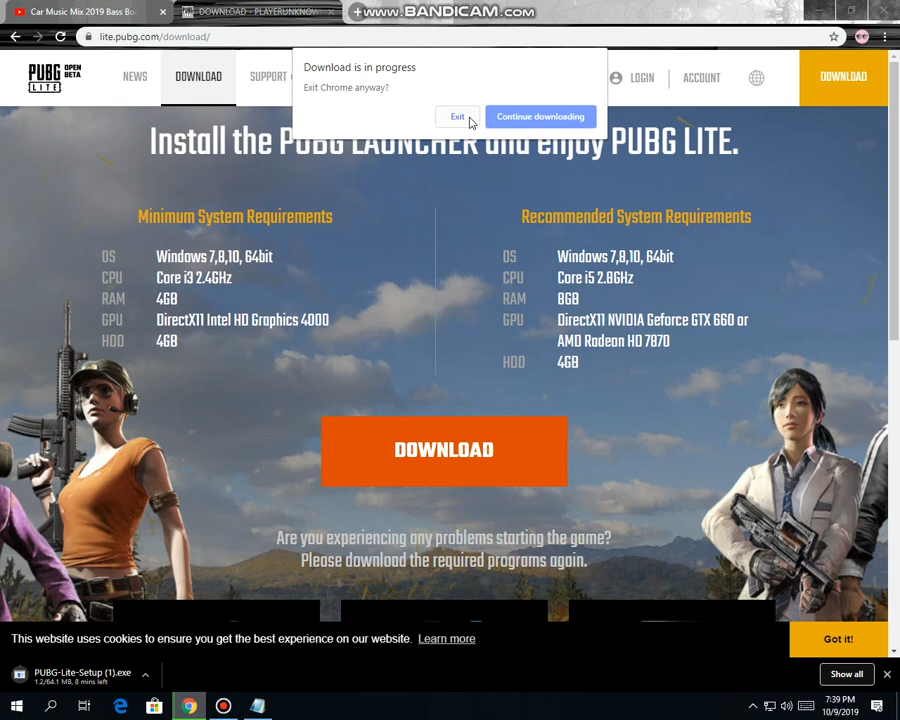 Car Music Mix 2019 Bass Boo
DOWNLOAD - PLAYERUNKNOW
www.BANDICAM.com
lite.pubg.com/download/
PUBG LITE OPEN BETA
NEWS
DOWNLOAD
SUPPORT
LOGIN
ACCOUNT
DOWNLOAD
Download is in progress
Exit Chrome anyway?
Exit
Continue downloading
Install the PUBG LAUNCHER and enjoy PUBG LITE.
Minimum System Requirements
OS Windows 7,8,10, 64bit
CPU Core i3 2.4GHz
RAM 4GB
GPU DirectX11 Intel HD Graphics 4000
HDD 4GB
Recommended System Requirements
OS Windows 7,8,10, 64bit
CPU Core i5 2.8GHz
RAM 8GB
GPU DirectX11 NVIDIA Geforce GTX 660 or
AMD Radeon HD 7870
HDD 4GB
DOWNLOAD
Are you experiencing any problems starting the game?
Please download the required programs again.
This website uses cookies to ensure you get the best experience on our website. Learn more
Got it!
PUBG-Lite-Setup (1).exe
1.2/64.1 MB, 8 mins left
Show all
7:39 PM
10/9/2019